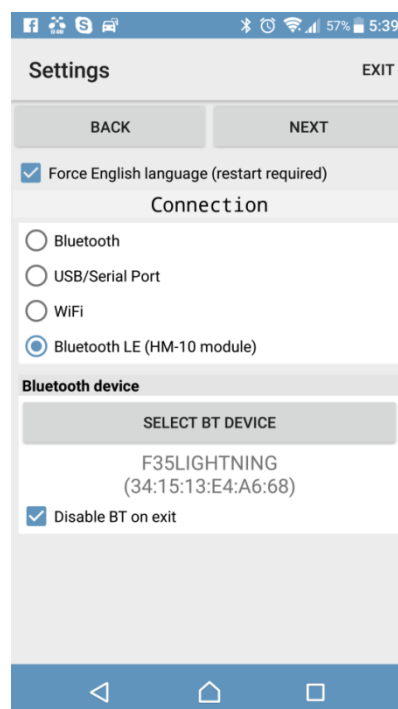 57% 5:39
Settings EXIT
BACK NEXT
Force English language (restart required)
Connection
Bluetooth
USB/Serial Port
WiFi
Bluetooth LE (HM-10 module)
Bluetooth device
SELECT BT DEVICE
F35LIGHTNING
(34:15:13:E4:A6:68)
Disable BT on exit